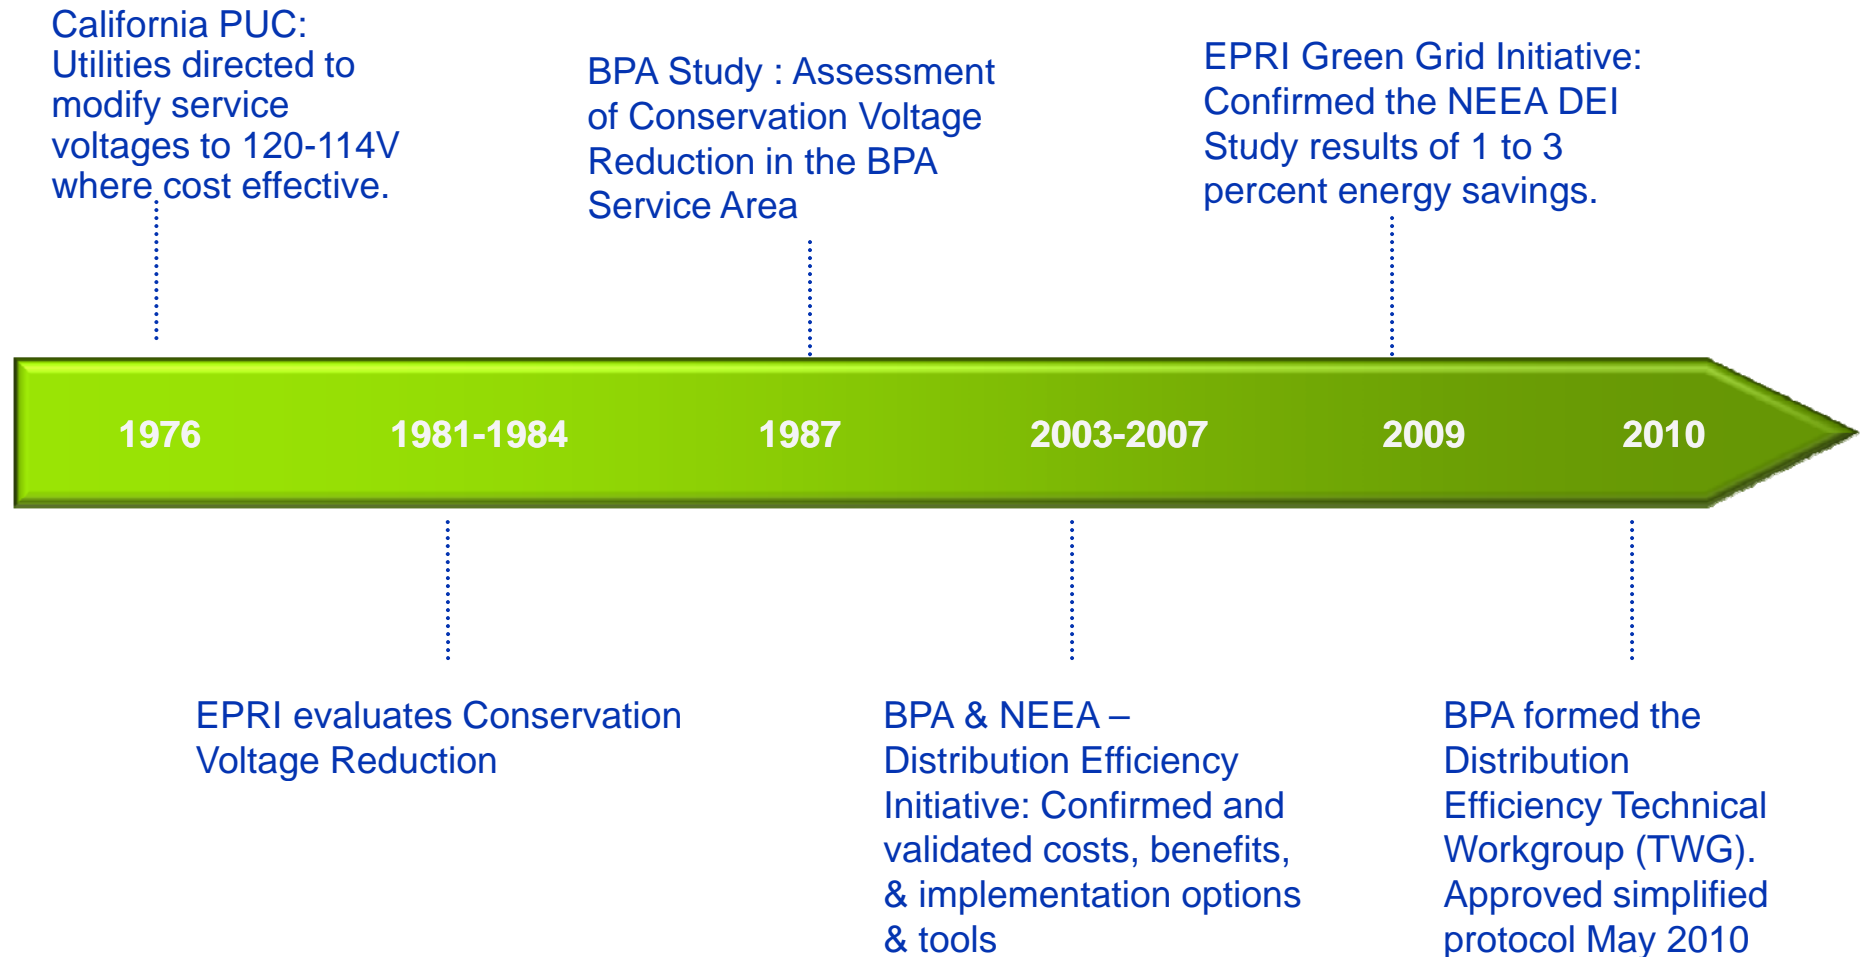 California PUC:
Utilities directed to
modify service
voltages to 120-114V
where cost effective.
BPA Study : Assessment
of Conservation Voltage
Reduction in the BPA
Service Area
EPRI Green Grid Initiative:
Confirmed the NEEA DEI
Study results of 1 to 3
percent energy savings.
1976
1981-1984
1987
2003-2007
2009
2010
EPRI evaluates Conservation
Voltage Reduction
BPA & NEEA –
Distribution Efficiency
Initiative: Confirmed and
validated costs, benefits,
& implementation options
& tools
BPA formed the
Distribution
Efficiency Technical
Workgroup (TWG).
Approved simplified
protocol May 2010